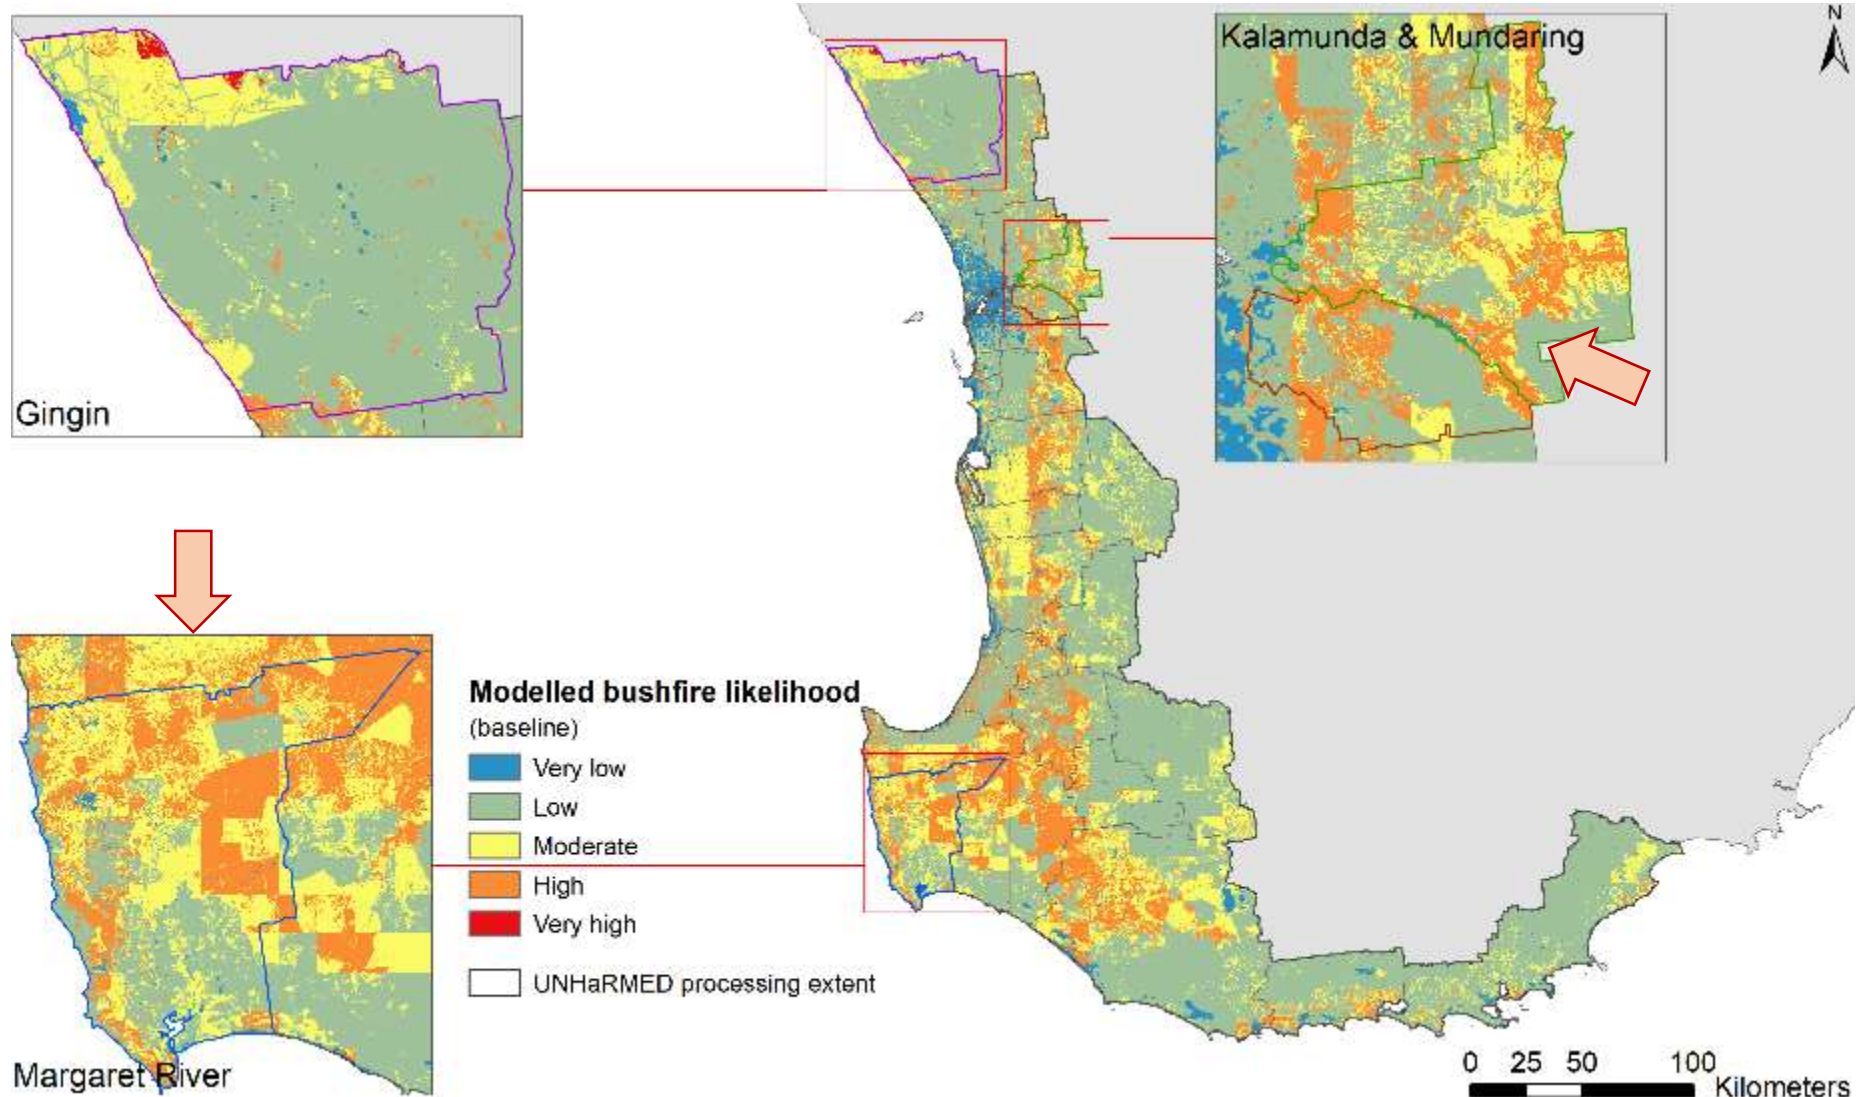 Kalamunda & Mundaring
N
Gingin
Modelled bushfire likelihood
(baseline)
Very low
Low
Moderate
High
Very high
UNHaRMED processing extent
Margaret River
0 25 50 100
Kilometers